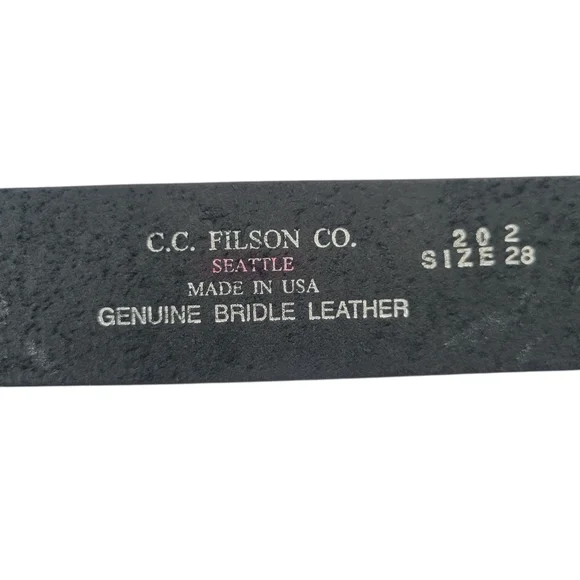 C.C. FILSON CO.
SEATTLE
MADE IN USA
GENUINE BRIDLE LEATHER
202
SIZE 28